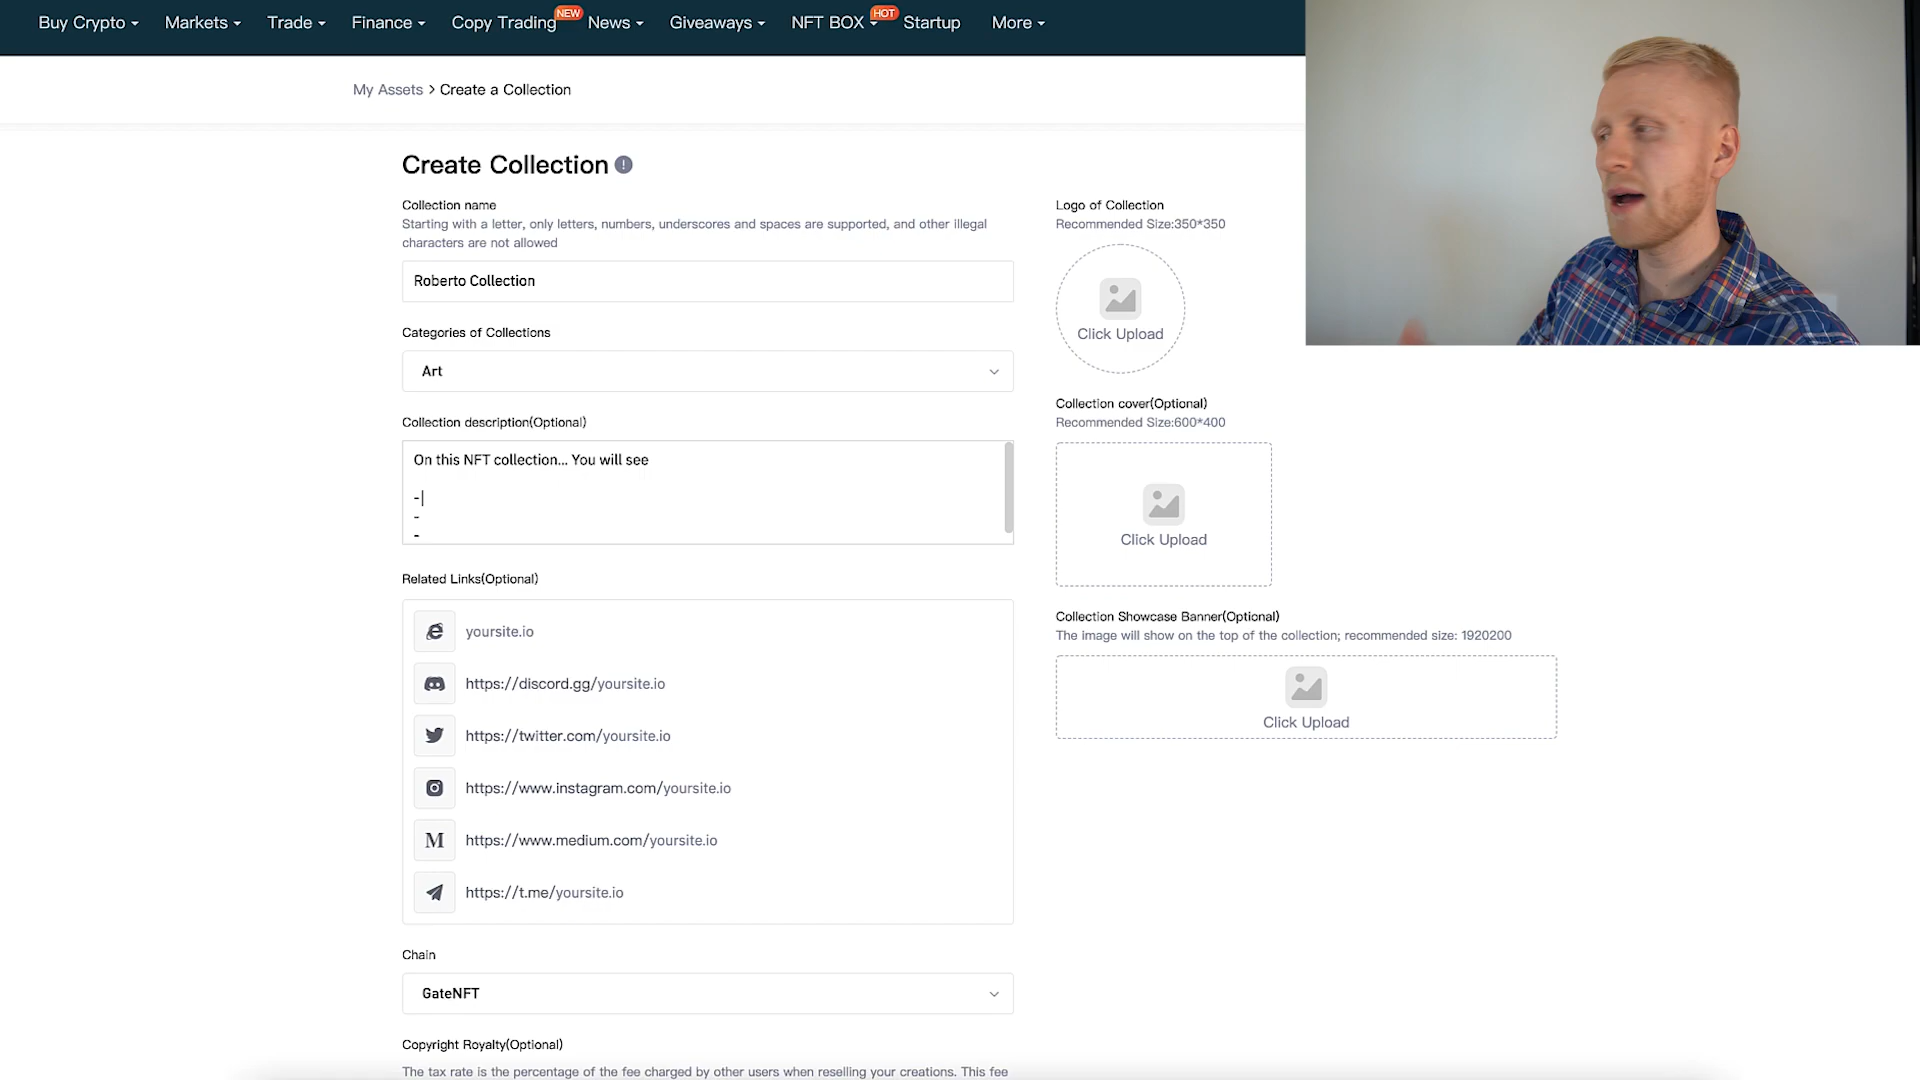 Buy Crypto Markets Trade Finance Copy Trading NEW News Giveaways NFT BOX HOT Startup More
My Assets > Create a Collection
Create Collection !
Collection name
Starting with a letter, only letters, numbers, underscores and spaces are supported, and other illegal
characters are not allowed
Roberto Collection
Categories of Collections
Art
Collection description(Optional)
On this NFT collection... You will see
-
-
-
Related Links(Optional)
yoursite.io
https://discord.gg/yoursite.io
https://twitter.com/yoursite.io
https://www.instagram.com/yoursite.io
M https://www.medium.com/yoursite.io
https://t.me/yoursite.io
Chain
GateNFT
Copyright Royalty(Optional)
The tax rate is the percentage of the fee charged by other users when reselling your creations. This fee
Logo of Collection
Recommended Size:350*350
Click Upload
Collection cover(Optional)
Recommended Size:600*400
Click Upload
Collection Showcase Banner(Optional)
The image will show on the top of the collection; recommended size: 1920200
Click Upload